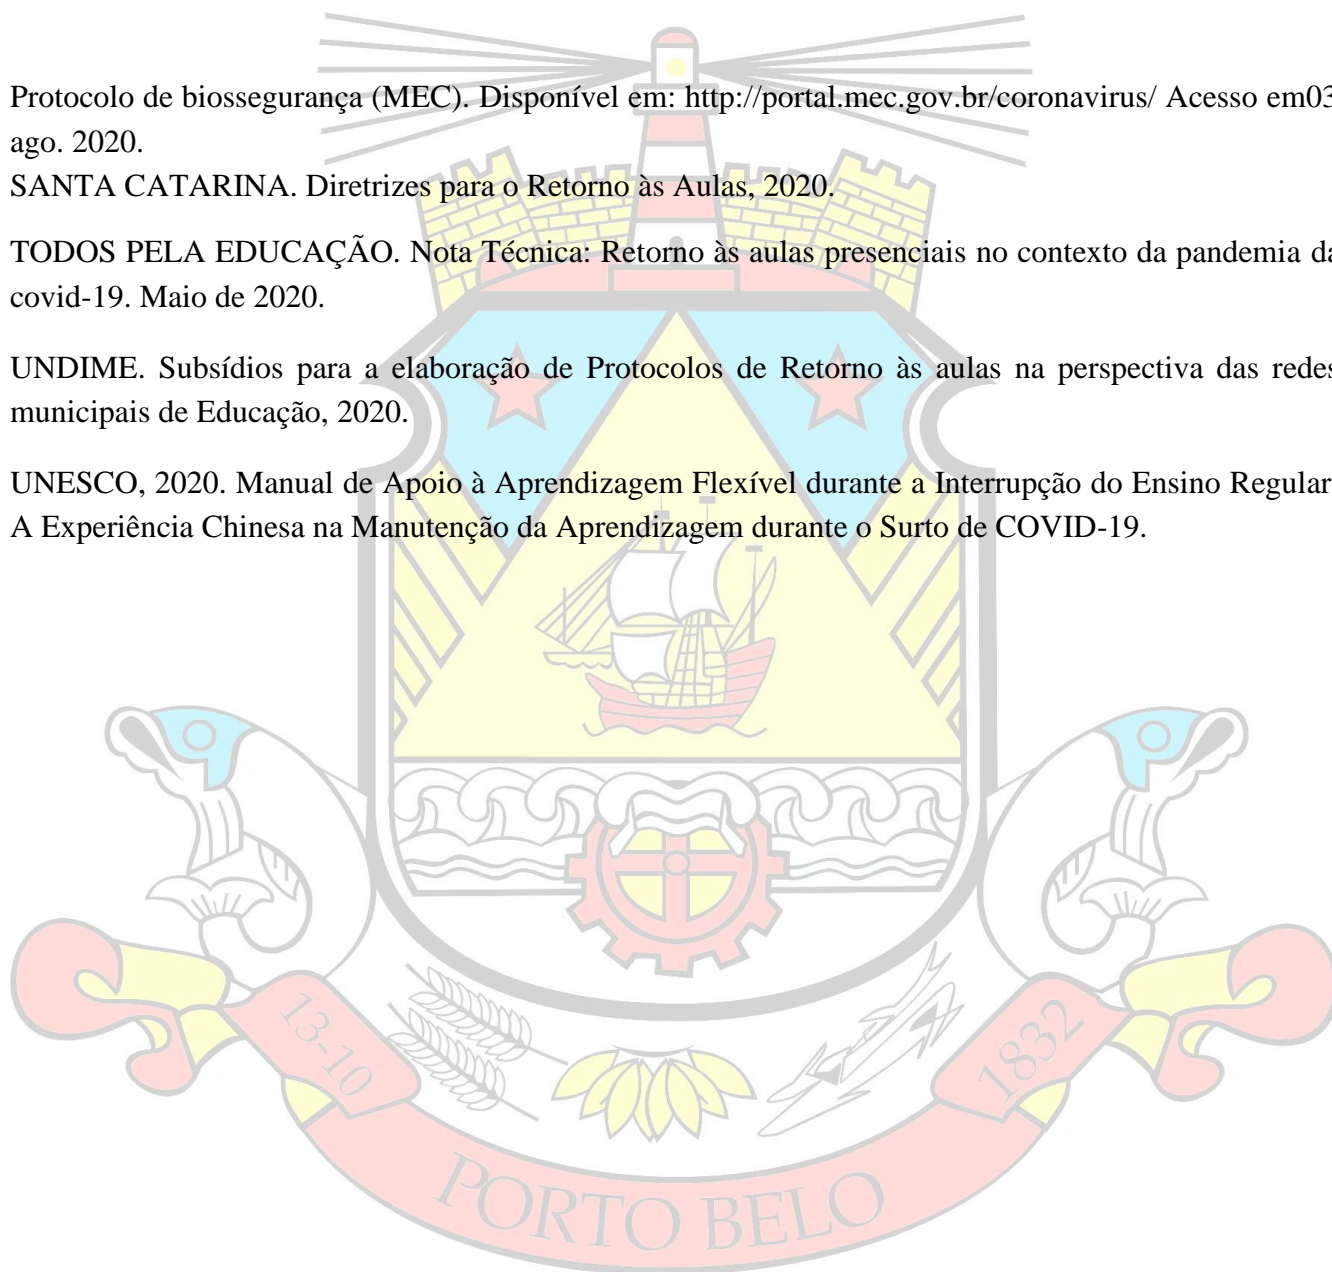 Protocolo de biossegurança (MEC). Disponível em: http://portal.mec.gov.br/coronavirus/ Acesso em03
ago. 2020.
SANTA CATARINA. Diretrizes para o Retorno às Aulas, 2020.
TODOS PELA EDUCAÇÃO. Nota Técnica: Retorno às aulas presenciais no contexto da pandemia da
covid-19. Maio de 2020.
UNDIME. Subsídios para a elaboração de Protocolos de Retorno às aulas na perspectiva das redes
municipais de Educação, 2020.
UNESCO, 2020. Manual de Apoio à Aprendizagem Flexível durante a Interrupção do Ensino Regular
A Experiência Chinesa na Manutenção da Aprendizagem durante o Surto de COVID-19.
13-10
1832
PORTO BELO